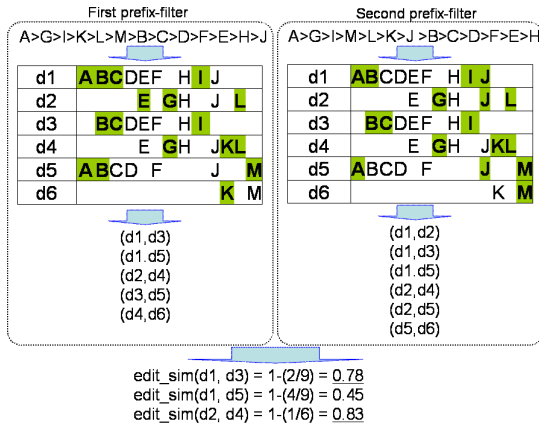 First prefix-filter
A>G>I>K>L>M>B>C>D>F>E>H>J
d1 ABCDEF HI J
d2 E GH J L
d3 BCDEF HI
d4 E GH JKL
d5 ABCD F J M
d6 K M
(d1,d3)
(d1.d5)
(d2,d4)
(d3,d5)
(d4,d6)
Second prefix-filter
A>G>I>M>L>K>J >B>C>D>F>E>H
d1 ABCDEF HI J
d2 E GH J L
d3 BCDEF HI
d4 E GH JKL
d5 ABCD F J M
d6 K M
(d1,d2)
(d1,d3)
(d1.d5)
(d2,d4)
(d2,d5)
(d5,d6)
edit_sim(d1, d3) = 1-(2/9) = 0.78
edit_sim(d1, d5) = 1-(4/9) = 0.45
edit_sim(d2, d4) = 1-(1/6) = 0.83